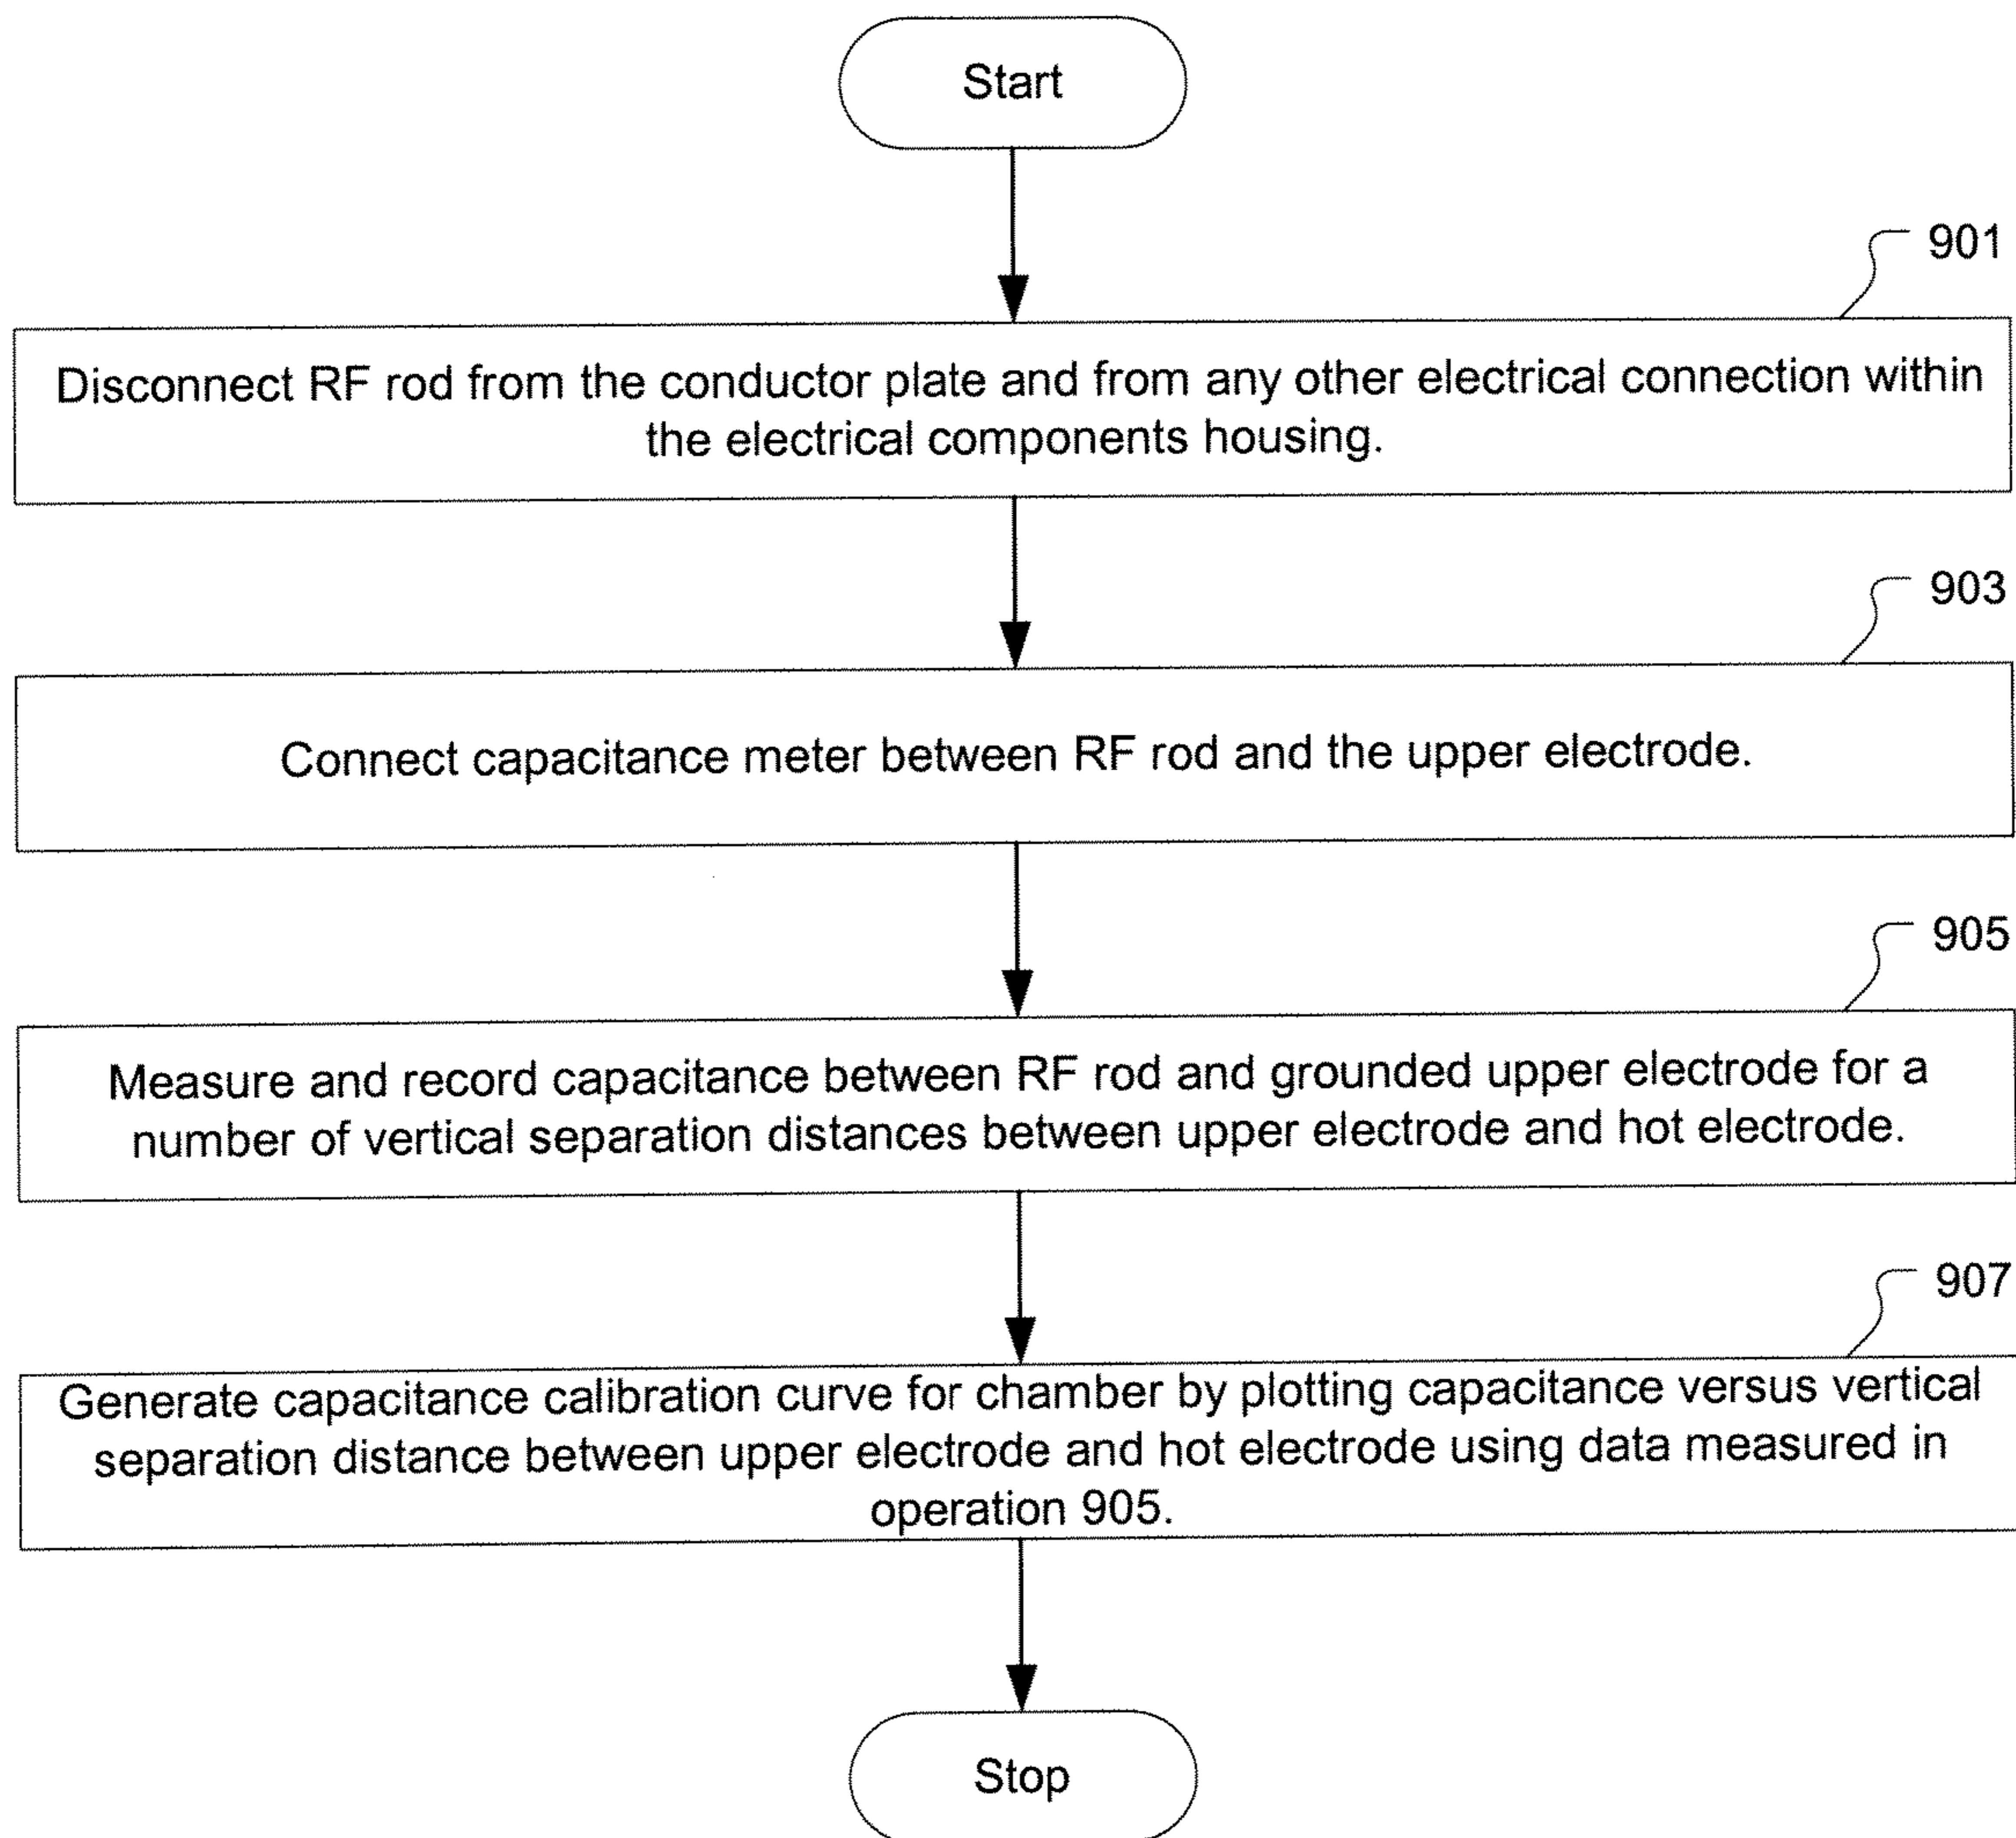 Start
901
Disconnect RF rod from the conductor plate and from any other electrical connection within
the electrical components housing.
903
Connect capacitance meter between RF rod and the upper electrode.
905
Measure and record capacitance between RF rod and grounded upper electrode for a
number of vertical separation distances between upper electrode and hot electrode.
907
Generate capacitance calibration curve for chamber by plotting capacitance versus vertical
separation distance between upper electrode and hot electrode using data measured in
operation 905.
Stop